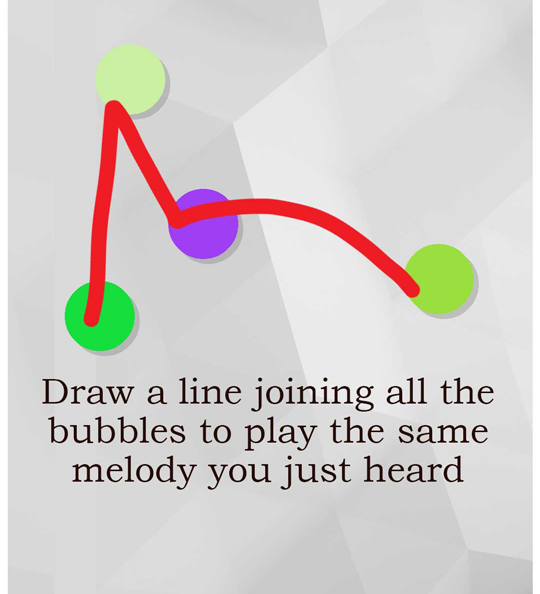 Draw a line joining all the
bubbles to play the same
melody you just heard